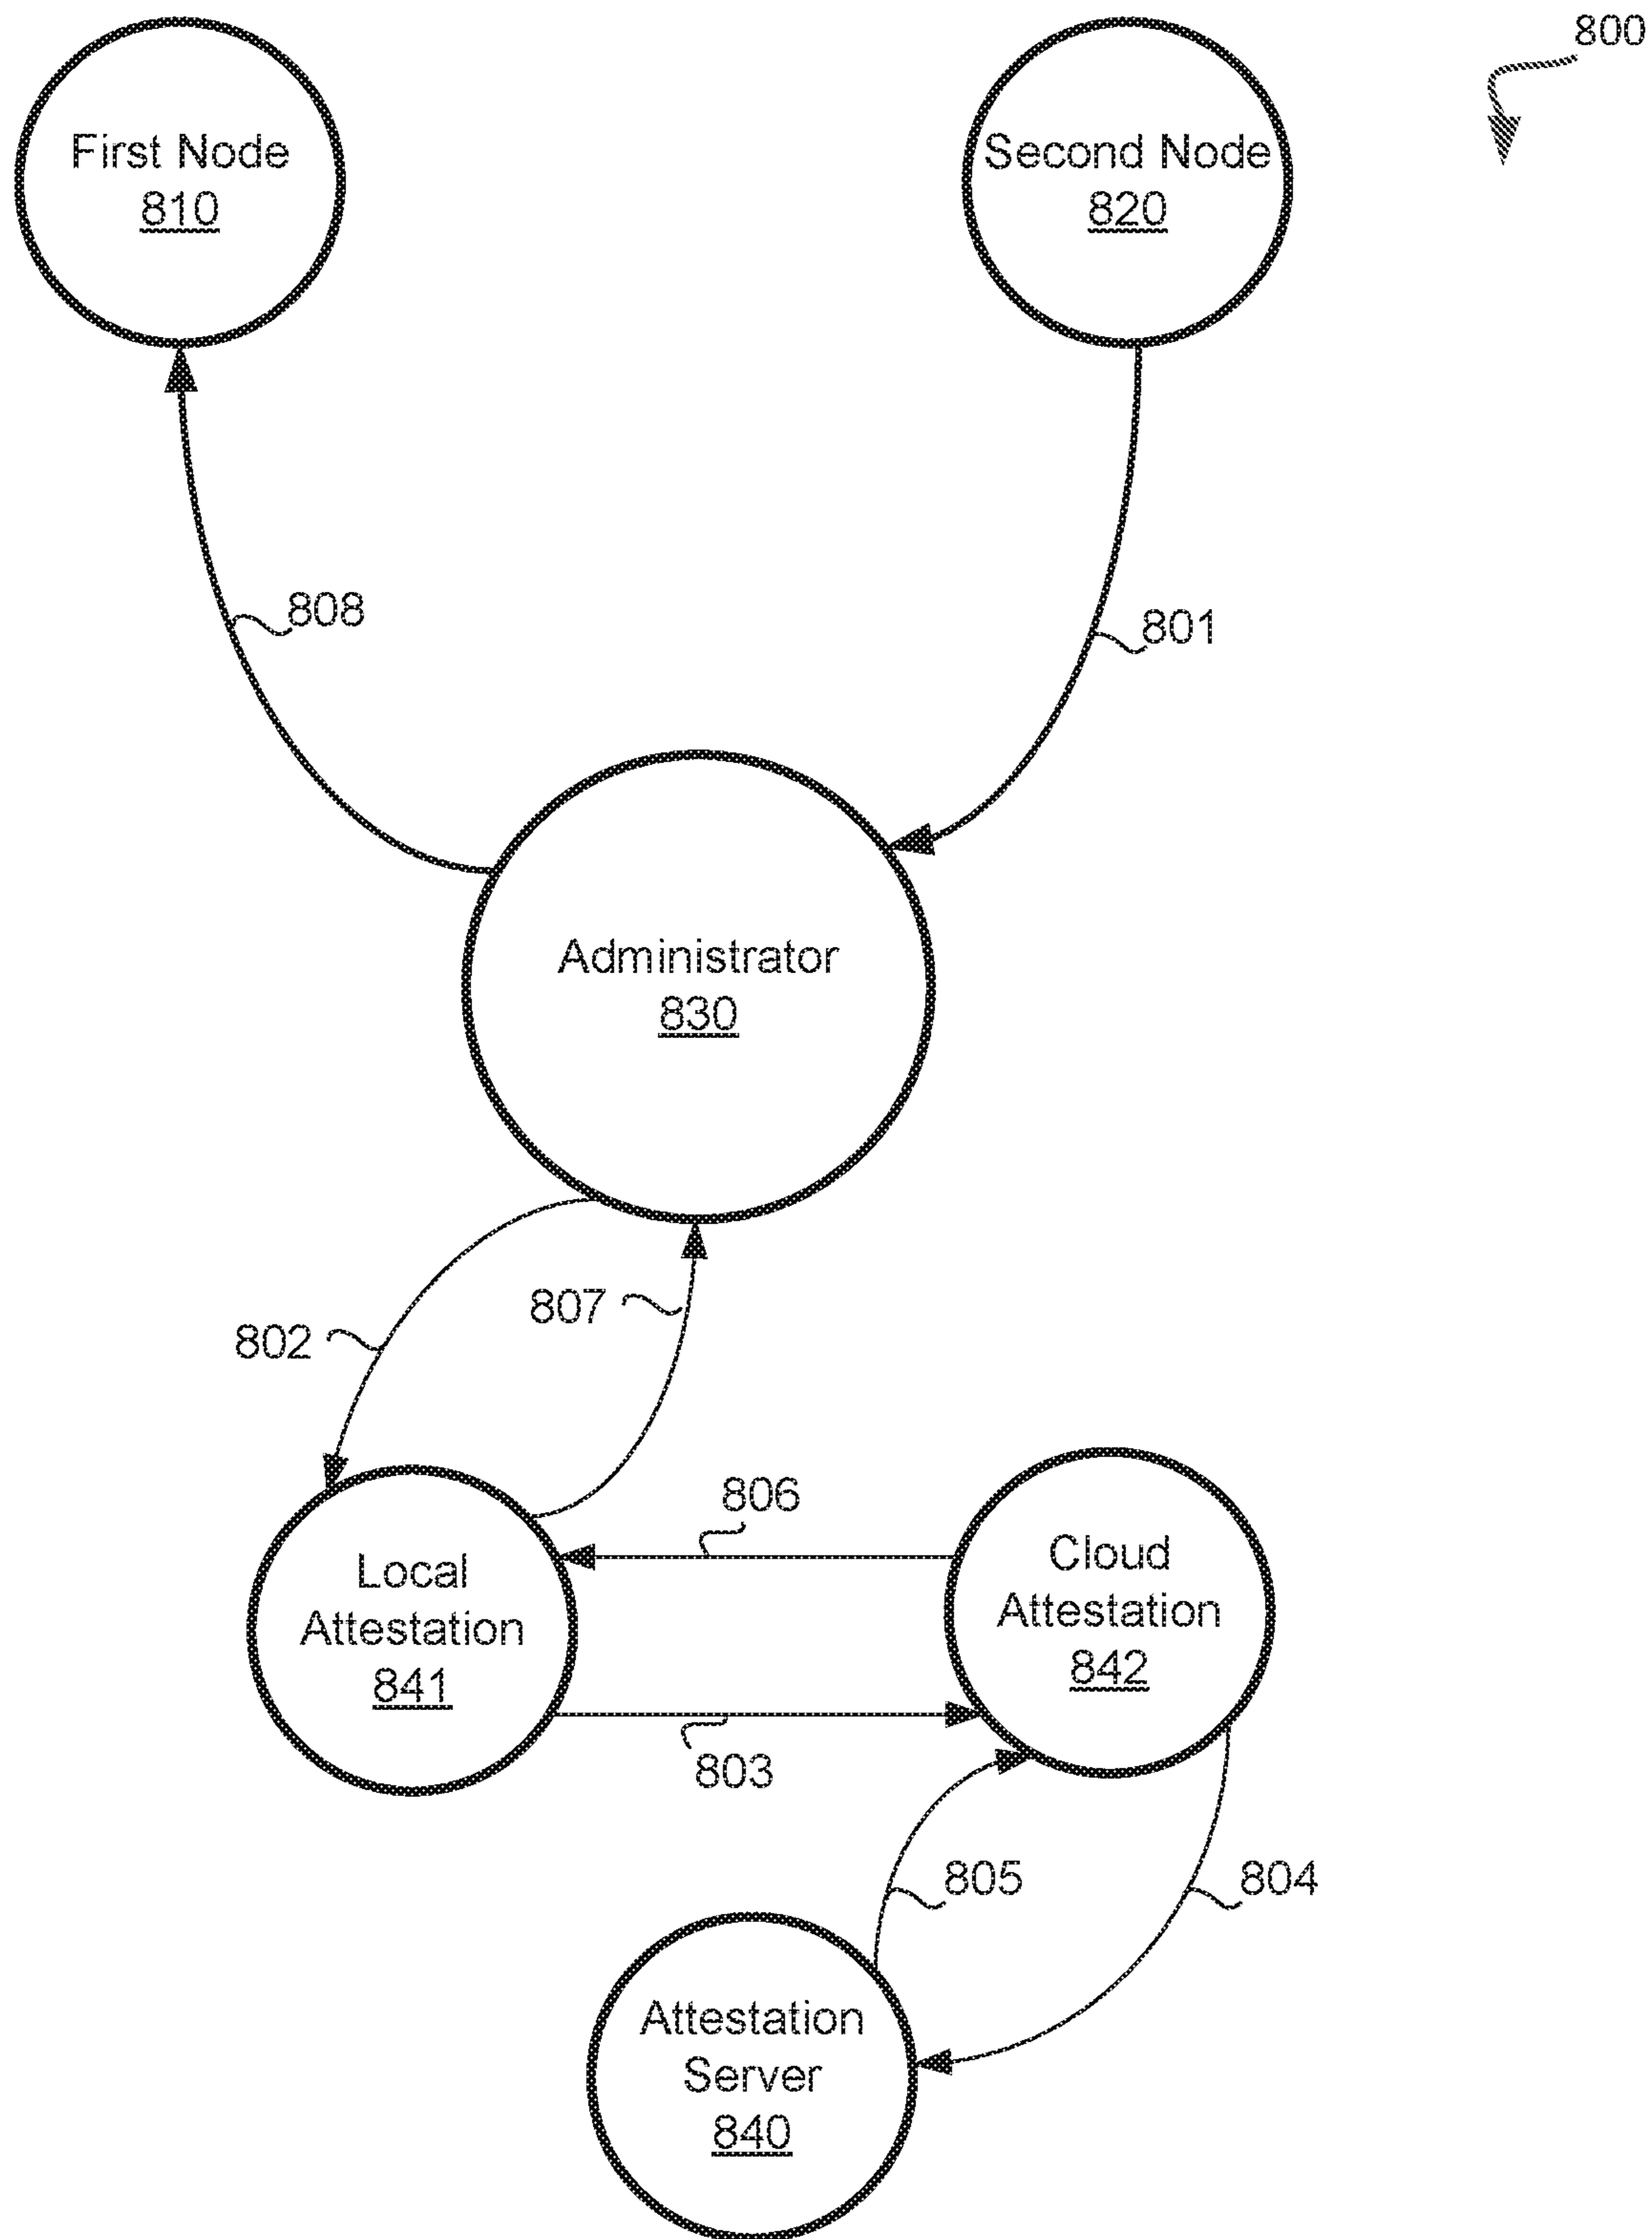 800
First Node
810
Second Node
820
808
801
Administrator
830
802
807
806
Local
Attestation
841
Cloud
Attestation
842
803
805
804
Attestation
Server
840